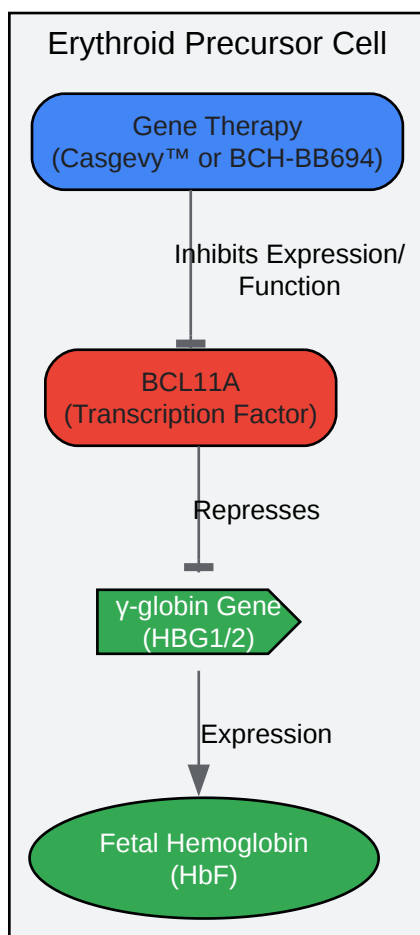 Erythroid Precursor Cell
Gene Therapy
(Casgevy™ or BCH-BB694)
Inhibits Expression/
Function
BCL11A
(Transcription Factor)
Represses
γ-globin Gene
(HBG1/2)
Expression
Fetal Hemoglobin
(HbF)